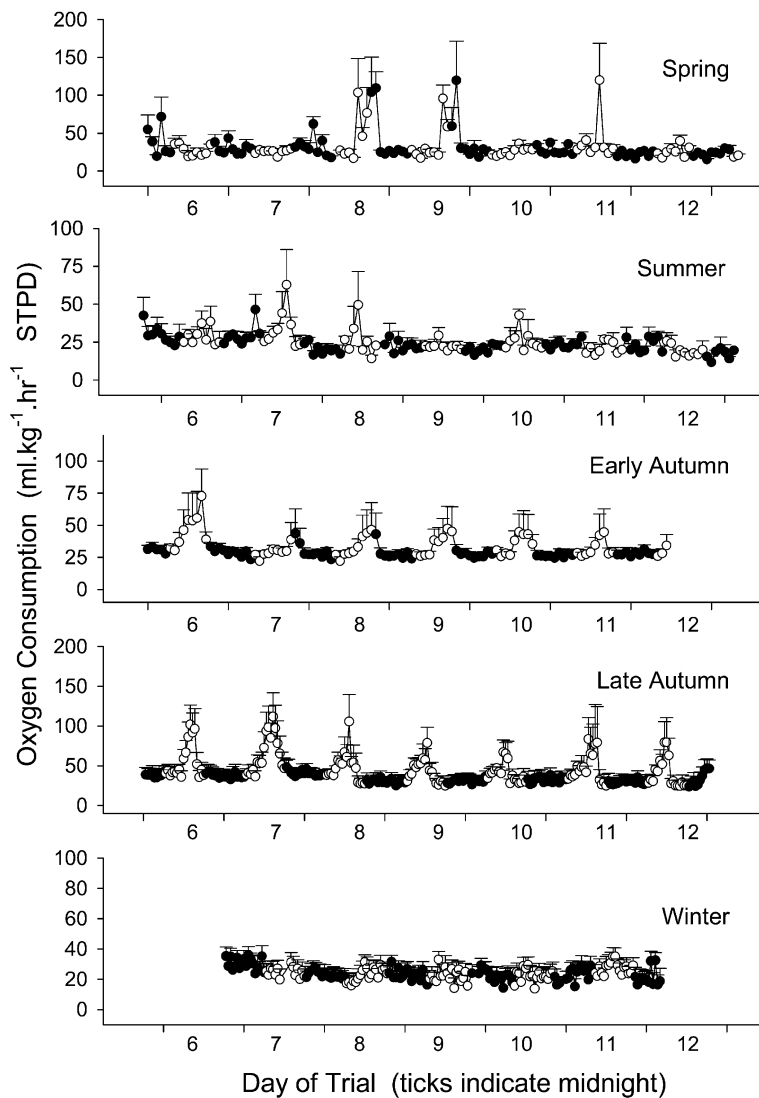 200
150
100
50
0
Spring
6 7 8 9 10 11 12
100
75
50
25
0
Summer
6 7 8 9 10 11 12
100
75
50
25
0
Early Autumn
6 7 8 9 10 11 12
200
150
100
50
0
Late Autumn
6 7 8 9 10 11 12
100
80
60
40
20
0
Winter
6 7 8 9 10 11 12
Oxygen Consumption (ml.kg⁻¹.hr⁻¹ STPD)
Day of Trial (ticks indicate midnight)